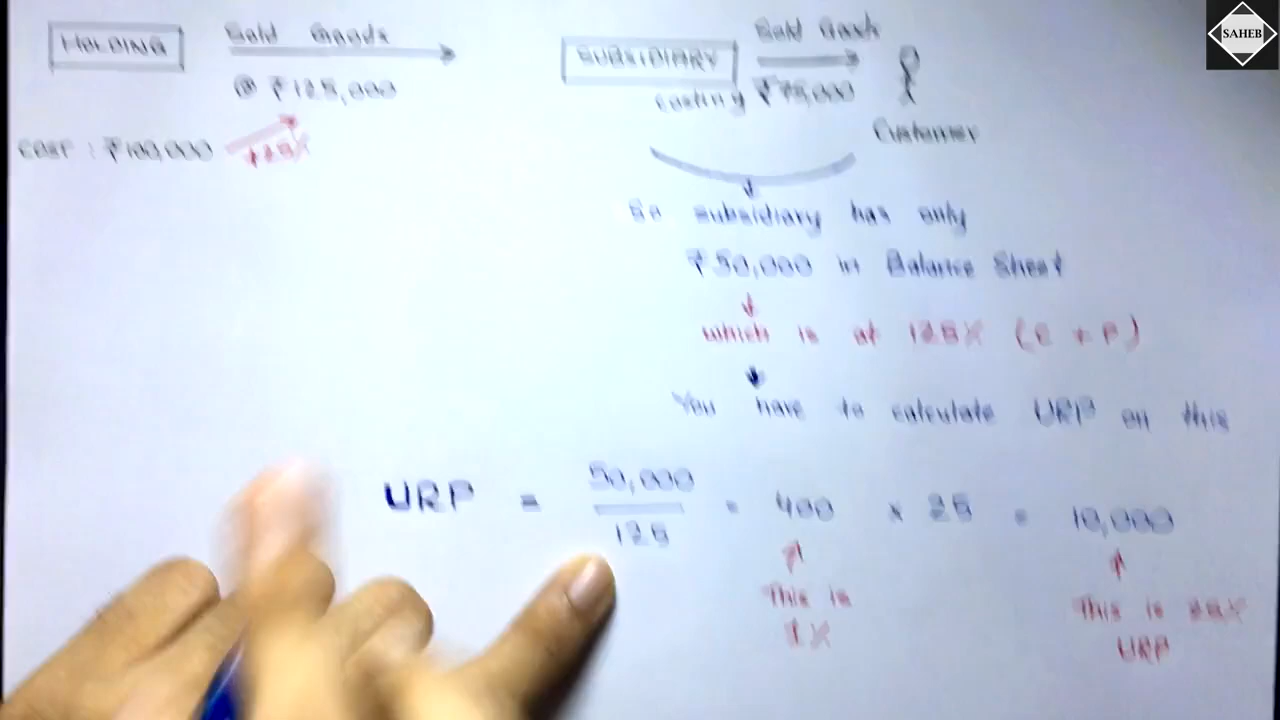 HOLDING
Sold Goods
@ ₹125,000
Cost : ₹100,000
125%
SUBSIDIARY
Sold Goods
costing ₹75,000
Customer
So subsidiary has only
₹50,000 in Balance Sheet
which is at 125% (C + P)
You have to calculate URP on this
URP = 50,000 / 125 = 400 x 25 = 10,000
This is
1%
This is 25%
URP
SAHEB